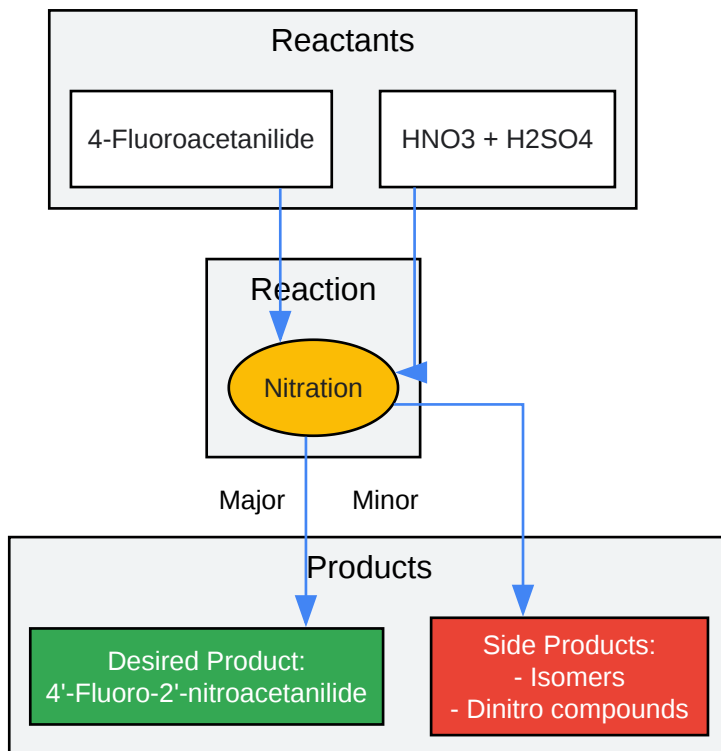 Reactants
4-Fluoroacetanilide
HNO3 + H2SO4
Reaction
Nitration
Major
Minor
Products
Desired Product:
4'-Fluoro-2'-nitroacetanilide
Side Products:
- Isomers
- Dinitro compounds